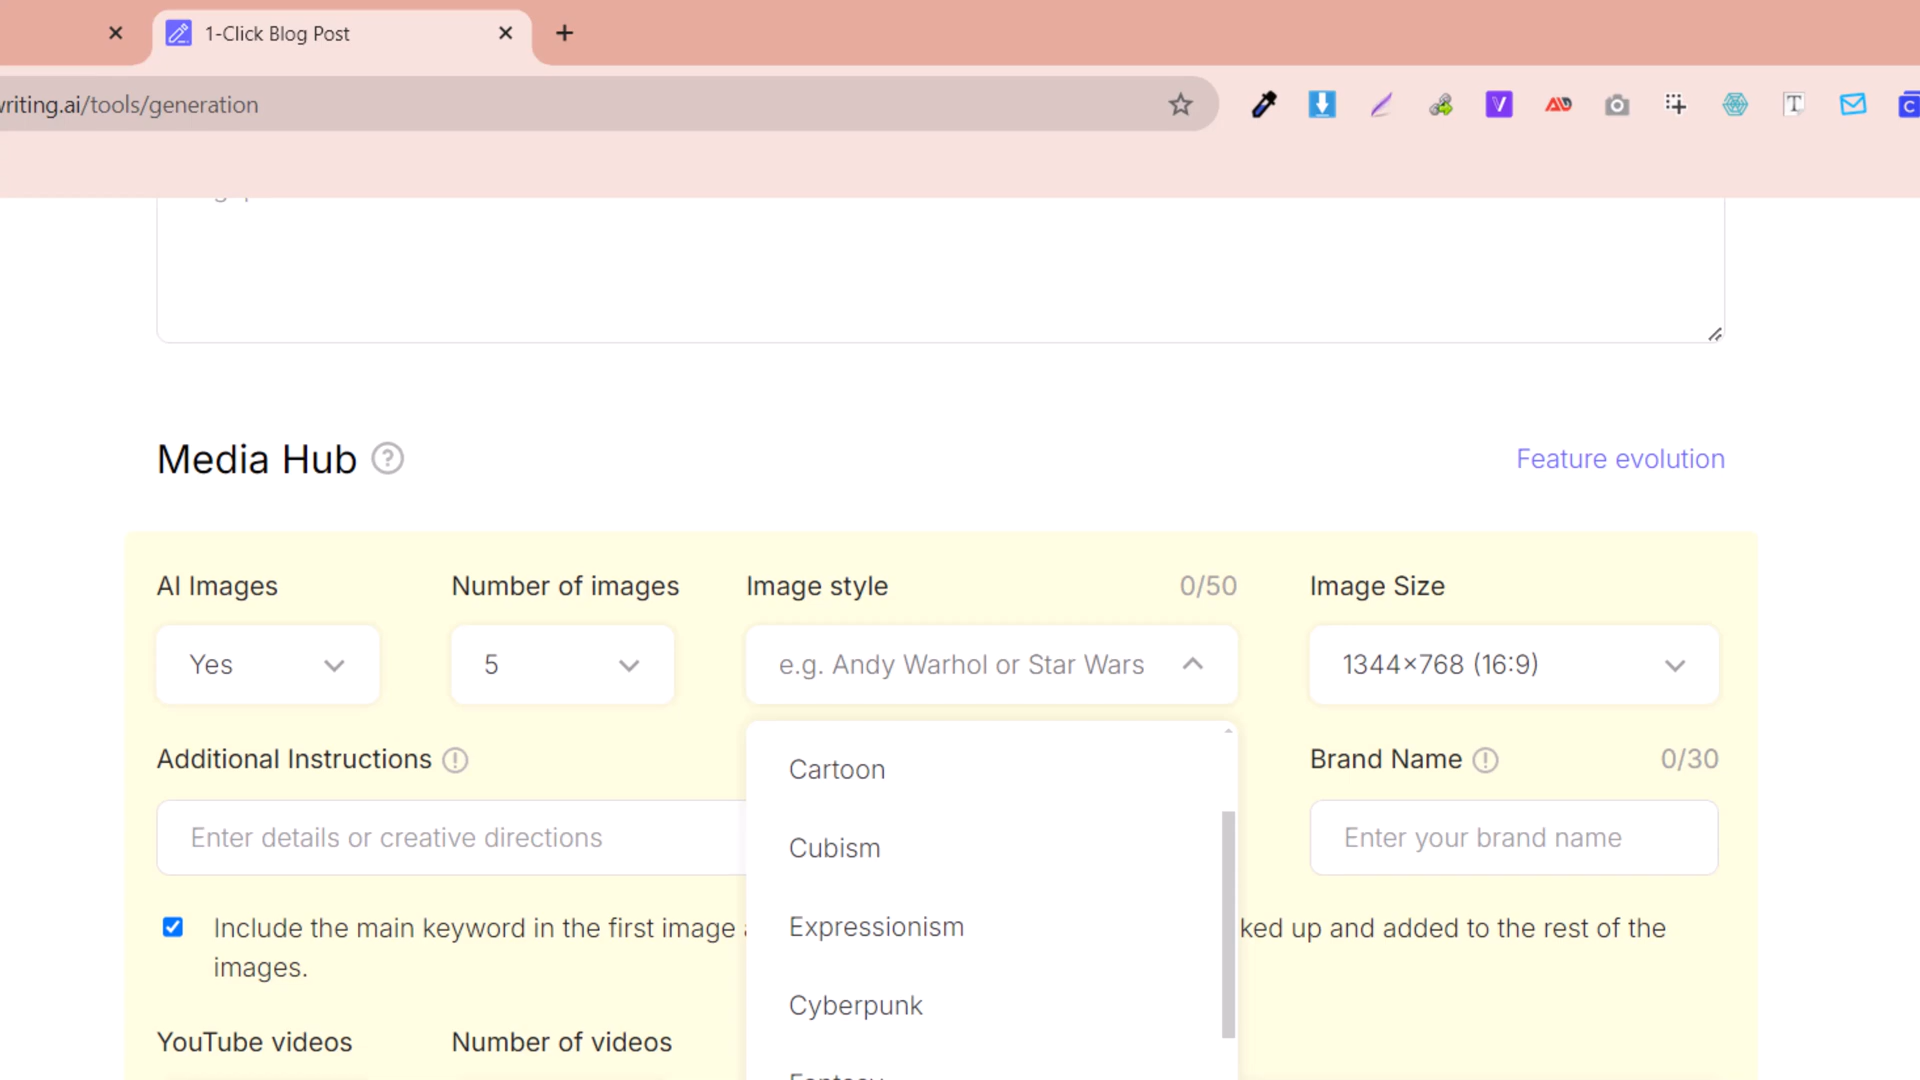 1-Click Blog Post
writing.ai/tools/generation
Media Hub
Feature evolution
AI Images
Number of images
Image style
0/50
Image Size
Yes
5
e.g. Andy Warhol or Star Wars
1344×768 (16:9)
Additional Instructions
Cartoon
Brand Name
0/30
Enter details or creative directions
Cubism
Enter your brand name
Include the main keyword in the first image
Expressionism
ked up and added to the rest of the
images.
Cyberpunk
YouTube videos
Number of videos